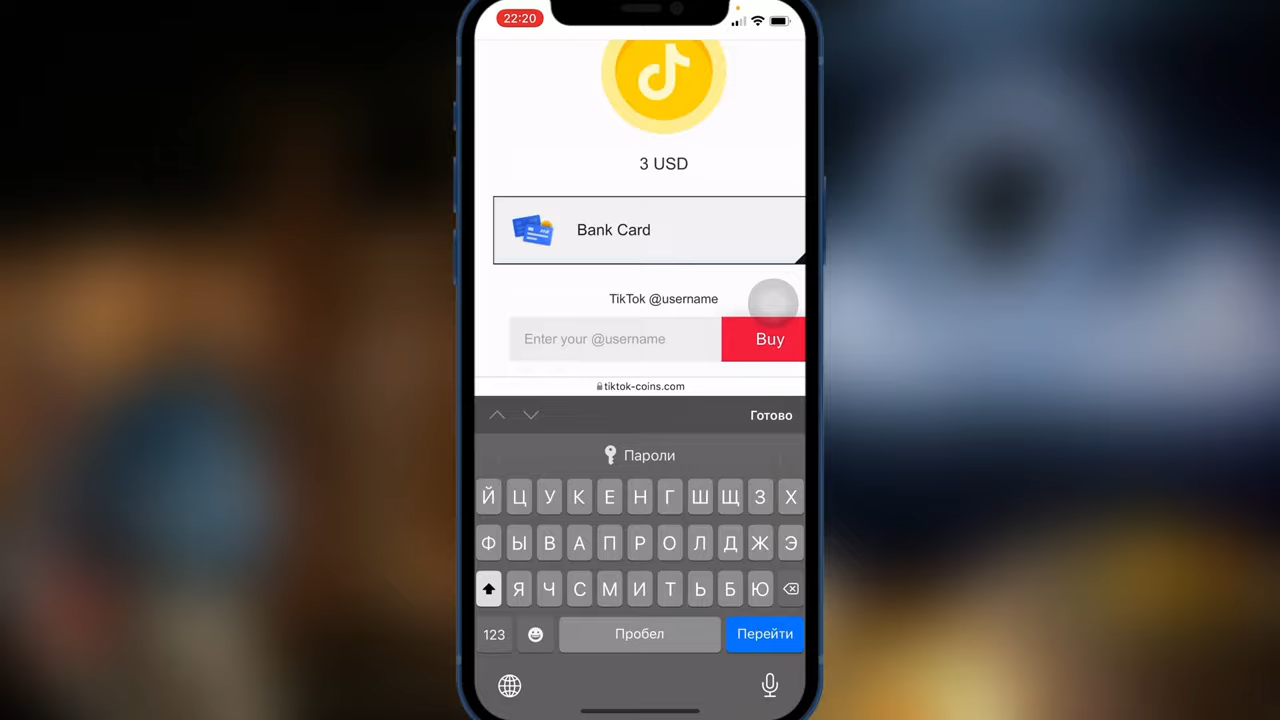 22:20
3 USD
Bank Card
TikTok @username
Enter your @username
Buy
tiktok-coins.com
Готово
Пароли
Й Ц У К Е Н Г Ш Щ З Х
Ф Ы В А П Р О Л Д Ж Э
Я Ч С М И Т Ь Б Ю
123
Пробел
Перейти